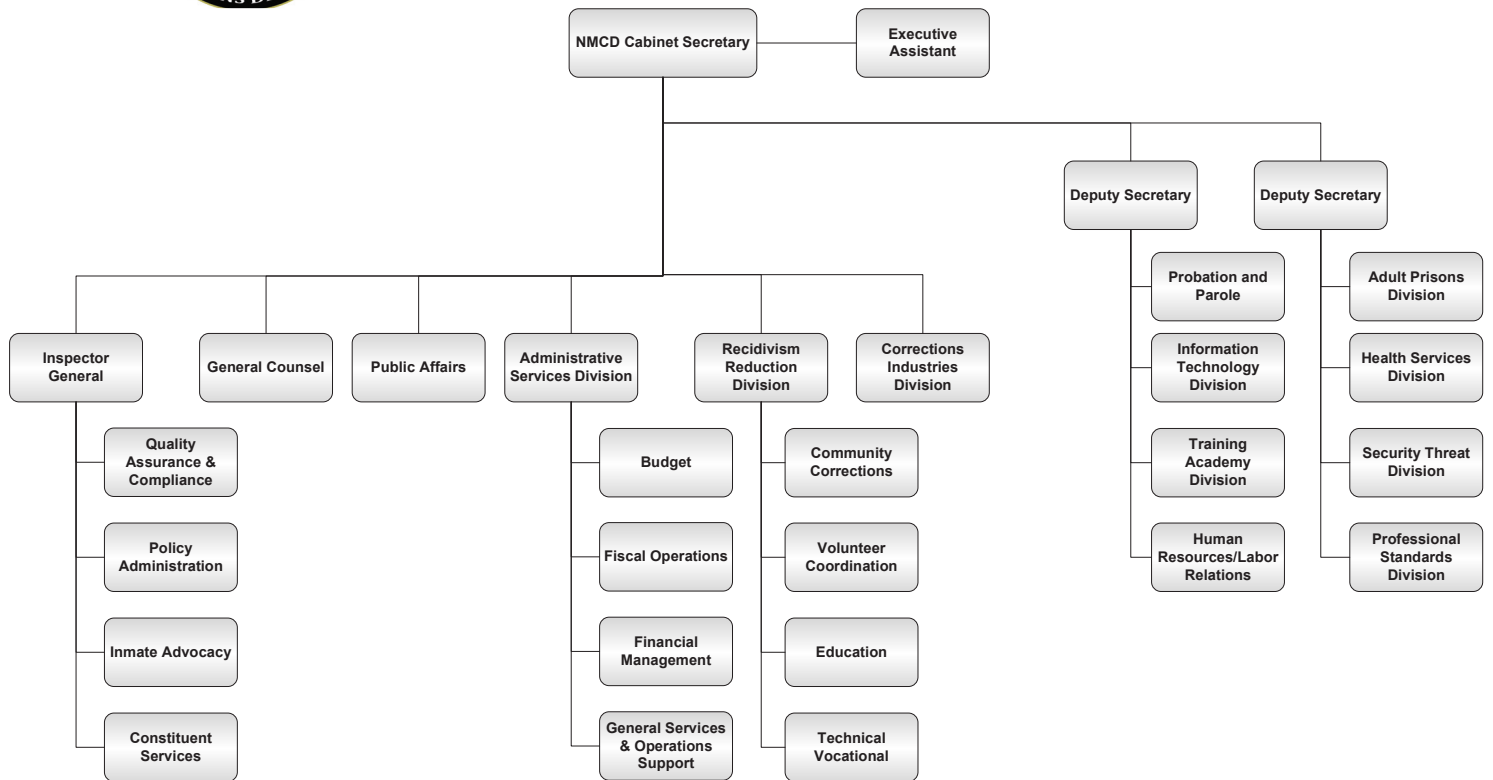 NS D
NMCD Cabinet Secretary
Executive
Assistant
Deputy Secretary
Deputy Secretary
Probation and
Parole
Adult Prisons
Division
Inspector
General
General Counsel
Public Affairs
Administrative
Services Division
Recidivism
Reduction
Division
Corrections
Industries
Division
Information
Technology
Division
Health Services
Division
Quality
Assurance &
Compliance
Budget
Community
Corrections
Training
Academy
Division
Security Threat
Division
Policy
Administration
Fiscal Operations
Volunteer
Coordination
Human
Resources/Labor
Relations
Professional
Standards
Division
Inmate Advocacy
Financial
Management
Education
Constituent
Services
General Services
& Operations
Support
Technical
Vocational